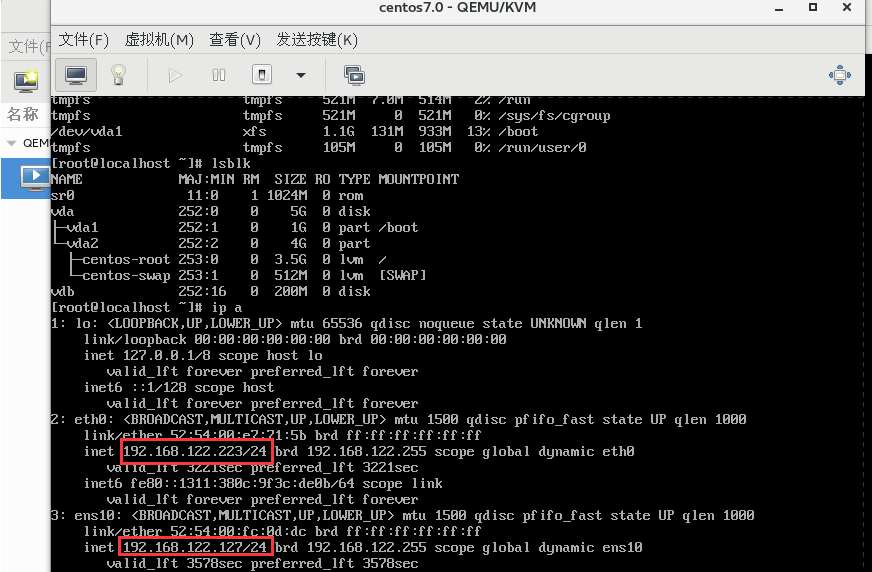 centos7.0 - QEMU/KVM
文件(F) 虚拟机(M) 查看(V) 发送按键(K)
文件(F
名称
QEM
tmpfs tmpfs 521M 7.0M 514M 2% /run
tmpfs tmpfs 521M 0 521M 0% /sys/fs/cgroup
/dev/vda1 xfs 1.1G 131M 933M 13% /boot
tmpfs tmpfs 105M 0 105M 0% /run/user/0
[root@localhost ~]# lsblk
NAME MAJ:MIN RM SIZE RO TYPE MOUNTPOINT
sr0 11:0 1 1024M 0 rom
vda 252:0 0 5G 0 disk
├─vda1 252:1 0 1G 0 part /boot
└─vda2 252:2 0 4G 0 part
├─centos-root 253:0 0 3.5G 0 lvm /
└─centos-swap 253:1 0 512M 0 lvm [SWAP]
vdb 252:16 0 200M 0 disk
[root@localhost ~]# ip a
1: lo: <LOOPBACK,UP,LOWER_UP> mtu 65536 qdisc noqueue state UNKNOWN qlen 1
link/loopback 00:00:00:00:00:00 brd 00:00:00:00:00:00
inet 127.0.0.1/8 scope host lo
valid_lft forever preferred_lft forever
inet6 ::1/128 scope host
valid_lft forever preferred_lft forever
2: eth0: <BROADCAST,MULTICAST,UP,LOWER_UP> mtu 1500 qdisc pfifo_fast state UP qlen 1000
link/ether 52:54:00:e7:71:5b brd ff:ff:ff:ff:ff:ff
inet 192.168.122.223/24 brd 192.168.122.255 scope global dynamic eth0
valid_lft 3221sec preferred_lft 3221sec
inet6 fe80::1311:380c:9f3c:de0b/64 scope link
valid_lft forever preferred_lft forever
3: ens10: <BROADCAST,MULTICAST,UP,LOWER_UP> mtu 1500 qdisc pfifo_fast state UP qlen 1000
link/ether 52:54:00:fc:0d:dc brd ff:ff:ff:ff:ff:ff
inet 192.168.122.127/24 brd 192.168.122.255 scope global dynamic ens10
valid_lft 3578sec preferred_lft 3578sec